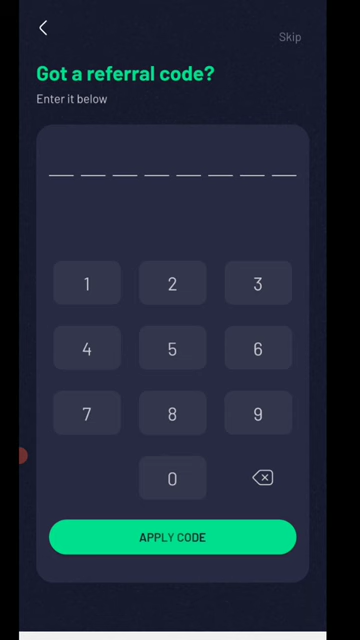 Skip
Got a referral code?
Enter it below
1 2 3
4 5 6
7 8 9
0
APPLY CODE